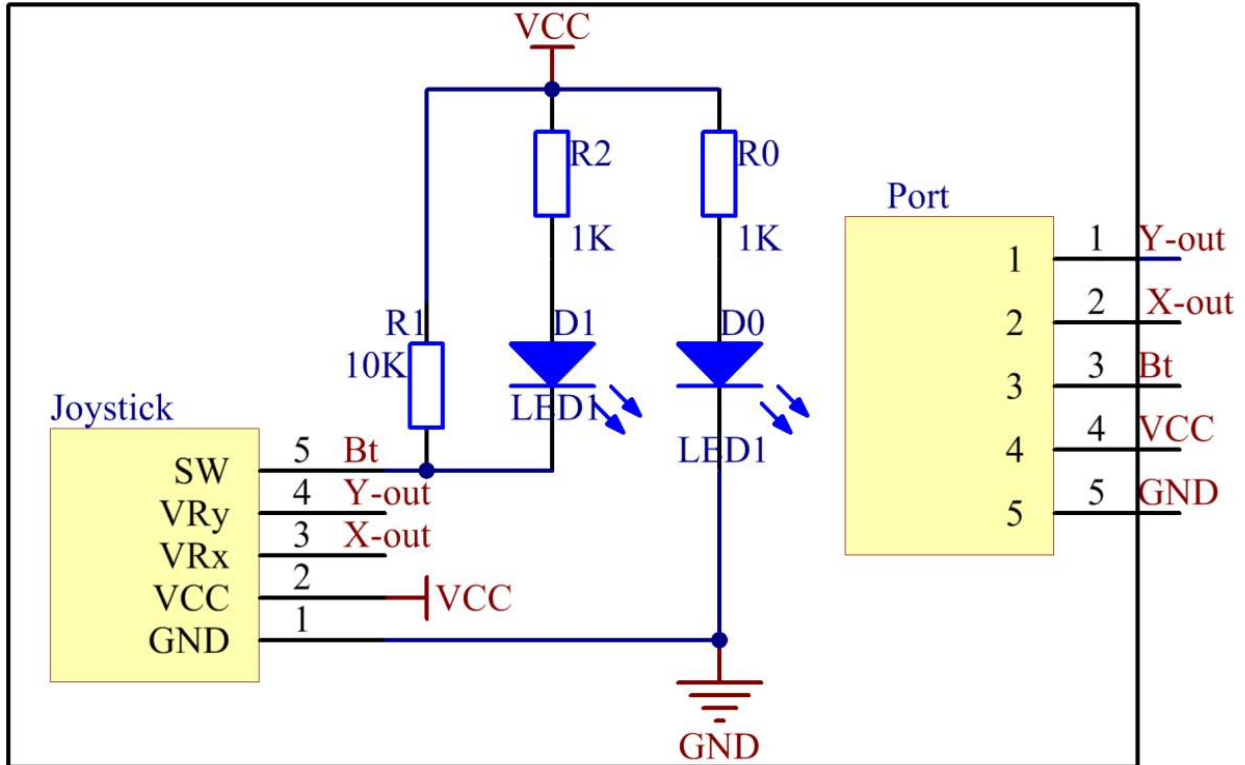 VCC
R2
R0
1K
1K
Port
1 1 Y-out
2 2 X-out
3 3 Bt
4 4 VCC
5 5 GND
R1
10K
D1
LED1
D0
LED1
Joystick
SW 5 Bt
VRy 4 Y-out
VRx 3 X-out
VCC 2 VCC
GND 1
GND